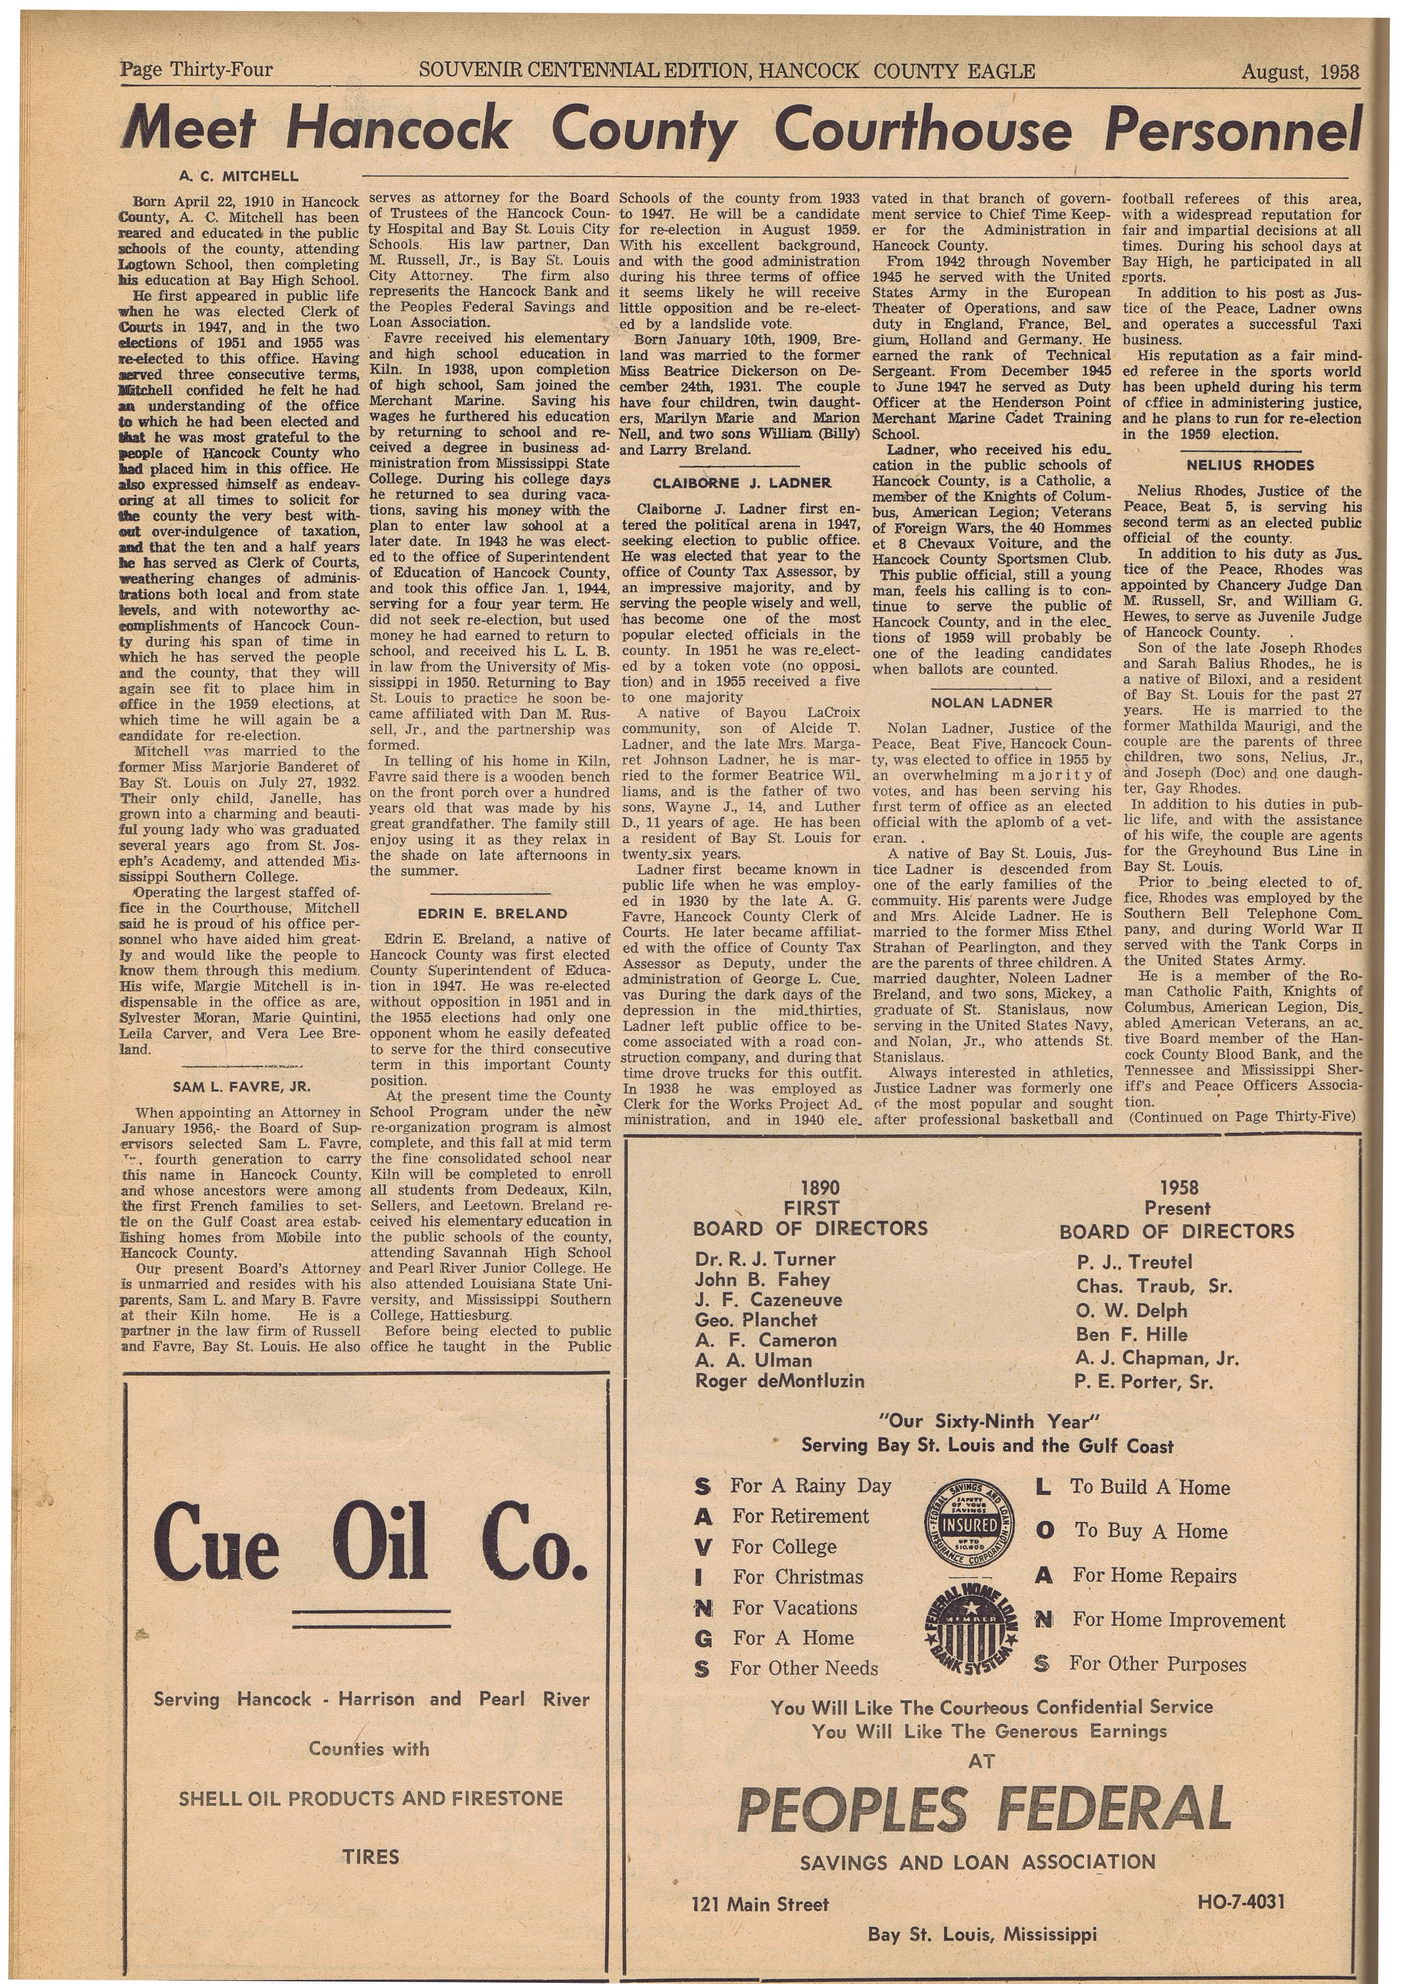 Page Thirty-Four
SOUVENIR CENTENNIAL EDITION, HANCOCK COUNTY EAGLE
August, 1958
Meet Hancock County Courthouse Personnel
A. C. MITCHELL
Born April 22, 1910 in Hancock
County, A. C. Mitchell has been
reared and educated in the public
schools of the county, attending
Logtown School, then completing
his education at Bay High School.
He first appeared in public life
when he was elected Clerk of
Courts in 1947, and in the two
elections of 1951 and 1955 was
re-elected to this office. Having
served three consecutive terms,
Mitchell confided he felt he had
an understanding of the office
to which he had been elected and
that he was most grateful to the
people of Hancock County who
had placed him in this office. He
also expressed himself as endeav-
oring at all times to solicit for
the county the very best with-
out over-indulgence of taxation,
and that the ten and a half years
he has served as Clerk of Courts,
weathering changes of adminis-
trations both local and from state
levels, and with noteworthy ac-
complishments of Hancock Coun-
ty during his span of time in
which he has served the people
and the county, that they will
again see fit to place him in
office in the 1959 elections, at
which time he will again be a
candidate for re-election.
Mitchell was married to the
former Miss Marjorie Banderet of
Bay St. Louis on July 27, 1932.
Their only child, Janelle, has
grown into a charming and beauti-
ful young lady who was graduated
several years ago from St. Jos-
eph's Academy, and attended Mis-
sissippi Southern College.
Operating the largest staffed of-
fice in the Courthouse, Mitchell
said he is proud of his office per-
sonnel who have aided him great-
ly and would like the people to
know them through this medium.
His wife, Margie Mitchell is in-
dispensable in the office as are,
Sylvester Moran, Marie Quintini,
Leila Carver, and Vera Lee Bre-
land.
SAM L. FAVRE, JR.
When appointing an Attorney in
January 1956,- the Board of Sup-
ervisors selected Sam L. Favre,
Jr., fourth generation to carry
this name in Hancock County,
and whose ancestors were among
the first French families to set-
tle on the Gulf Coast area estab-
lishing homes from Mobile into
Hancock County.
Our present Board's Attorney
is unmarried and resides with his
parents, Sam L. and Mary B. Favre
at their Kiln home. He is a
partner in the law firm of Russell
and Favre, Bay St. Louis. He also
serves as attorney for the Board
of Trustees of the Hancock Coun-
ty Hospital and Bay St. Louis City
Schools. His law partner, Dan
M. Russell, Jr., is Bay St. Louis
City Attorney. The firm also
represents the Hancock Bank and
the Peoples Federal Savings and
Loan Association.
Favre received his elementary
and high school education in
Kiln. In 1938, upon completion
of high school, Sam joined the
Merchant Marine. Saving his
wages he furthered his education
by returning to school and re-
ceived a degree in business ad-
ministration from Mississippi State
College. During his college days
he returned to sea during vaca-
tions, saving his money with the
plan to enter law school at a
later date. In 1943 he was elect-
ed to the office of Superintendent
of Education of Hancock County,
and took this office Jan. 1, 1944,
serving for a four year term. He
did not seek re-election, but used
money he had earned to return to
school, and received his L. L. B.
in law from the University of Mis-
sissippi in 1950. Returning to Bay
St. Louis to practice he soon be-
came affiliated with Dan M. Rus-
sell, Jr., and the partnership was
formed.
In telling of his home in Kiln,
Favre said there is a wooden bench
on the front porch over a hundred
years old that was made by his
great grandfather. The family still
enjoy using it as they relax in
the shade on late afternoons in
the summer.
EDRIN E. BRELAND
Edrin E. Breland, a native of
Hancock County was first elected
County Superintendent of Educa-
tion in 1947. He was re-elected
without opposition in 1951 and in
the 1955 elections had only one
opponent whom he easily defeated
to serve for the third consecutive
term in this important County
position.
At the present time the County
School Program under the new
re-organization program is almost
complete, and this fall at mid term
the fine consolidated school near
Kiln will be completed to enroll
all students from Dedeaux, Kiln,
Sellers, and Leetown. Breland re-
ceived his elementary education in
the public schools of the county,
attending Savannah High School
and Pearl River Junior College. He
also attended Louisiana State Uni-
versity, and Mississippi Southern
College, Hattiesburg.
Before being elected to public
office he taught in the Public
Schools of the county from 1933
to 1947. He will be a candidate
for re-election in August 1959.
With his excellent background,
and with the good administration
during his three terms of office
it seems likely he will receive
little opposition and be re-elect-
ed by a landslide vote.
Born January 10th, 1909, Bre-
land was married to the former
Miss Beatrice Dickerson on De-
cember 24th, 1931. The couple
have four children, twin daught-
ers, Marilyn Marie and Marion
Nell, and two sons William (Billy)
and Larry Breland.
CLAIBORNE J. LADNER
Claiborne J. Ladner first en-
tered the political arena in 1947,
seeking election to public office.
He was elected that year to the
office of County Tax Assessor, by
an impressive majority, and by
serving the people wisely and well,
has become one of the most
popular elected officials in the
county. In 1951 he was re_elect-
ed by a token vote (no opposi_
tion) and in 1955 received a five
to one majority
A native of Bayou LaCroix
community, son of Alcide T.
Ladner, and the late Mrs. Marga-
ret Johnson Ladner, he is mar-
ried to the former Beatrice Wil_
liams, and is the father of two
sons, Wayne J., 14, and Luther
D., 11 years of age. He has been
a resident of Bay St. Louis for
twenty_six years.
Ladner first became known in
public life when he was employ-
ed in 1930 by the late A. G.
Favre, Hancock County Clerk of
Courts. He later became affiliat-
ed with the office of County Tax
Assessor as Deputy, under the
administration of George L. Cue_
vas During the dark days of the
depression in the mid_thirties,
Ladner left public office to be-
come associated with a road con-
struction company, and during that
time drove trucks for this outfit.
In 1938 he was employed as
Clerk for the Works Project Ad_
ministration, and in 1940 ele_
vated in that branch of govern-
ment service to Chief Time Keep-
er for the Administration in
Hancock County.
From 1942 through November
1945 he served with the United
States Army in the European
Theater of Operations, and saw
duty in England, France, Bel_
gium, Holland and Germany. He
earned the rank of Technical
Sergeant. From December 1945
to June 1947 he served as Duty
Officer at the Henderson Point
Merchant Marine Cadet Training
School.
Ladner, who received his edu_
cation in the public schools of
Hancock County, is a Catholic, a
member of the Knights of Colum-
bus, American Legion; Veterans
of Foreign Wars, the 40 Hommes
et 8 Chevaux Voiture, and the
Hancock County Sportsmen Club.
This public official, still a young
man, feels his calling is to con-
tinue to serve the public of
Hancock County, and in the elec_
tions of 1959 will probably be
one of the leading candidates
when ballots are counted.
NOLAN LADNER
Nolan Ladner, Justice of the
Peace, Beat Five, Hancock Coun-
ty, was elected to office in 1955 by
an overwhelming majority of
votes, and has been serving his
first term of office as an elected
official with the aplomb of a vet-
eran.
A native of Bay St. Louis, Jus-
tice Ladner is descended from
one of the early families of the
commuity. His parents were Judge
and Mrs. Alcide Ladner. He is
married to the former Miss Ethel
Strahan of Pearlington, and they
are the parents of three children. A
married daughter, Noleen Ladner
Breland, and two sons, Mickey, a
graduate of St. Stanislaus, now
serving in the United States Navy,
and Nolan, Jr., who attends St.
Stanislaus.
Always interested in athletics,
Justice Ladner was formerly one
of the most popular and sought
after professional basketball and
football referees of this area,
with a widespread reputation for
fair and impartial decisions at all
times. During his school days at
Bay High, he participated in all
sports.
In addition to his post as Jus-
tice of the Peace, Ladner owns
and operates a successful Taxi
business.
His reputation as a fair mind-
ed referee in the sports world
has been upheld during his term
of office in administering justice,
and he plans to run for re-election
in the 1959 election.
NELIUS RHODES
Nelius Rhodes, Justice of the
Peace, Beat 5, is serving his
second term as an elected public
official of the county.
In addition to his duty as Jus_
tice of the Peace, Rhodes was
appointed by Chancery Judge Dan
M. Russell, Sr, and William G.
Hewes, to serve as Juvenile Judge
of Hancock County.
Son of the late Joseph Rhodes
and Sarah Balius Rhodes,, he is
a native of Biloxi, and a resident
of Bay St. Louis for the past 27
years. He is married to the
former Mathilda Maurigi, and the
couple are the parents of three
children, two sons, Nelius, Jr.,
and Joseph (Doc) and one daugh-
ter, Gay Rhodes.
In addition to his duties in pub-
lic life, and with the assistance
of his wife, the couple are agents
for the Greyhound Bus Line in
Bay St. Louis.
Prior to being elected to of_
fice, Rhodes was employed by the
Southern Bell Telephone Com_
pany, and during World War II
served with the Tank Corps in
the United States Army.
He is a member of the Ro-
man Catholic Faith, Knights of
Columbus, American Legion, Dis_
abled American Veterans, an ac_
tive Board member of the Han-
cock County Blood Bank, and the
Tennessee and Mississippi Sher-
iff's and Peace Officers Associa-
tion.
(Continued on Page Thirty-Five)
Cue Oil Co.
Serving Hancock - Harrison and Pearl River
Counties with
SHELL OIL PRODUCTS AND FIRESTONE
TIRES
1890
FIRST
BOARD OF DIRECTORS
Dr. R. J. Turner
John B. Fahey
J. F. Cazeneuve
Geo. Planchet
A. F. Cameron
A. A. Ulman
Roger deMontluzin
1958
Present
BOARD OF DIRECTORS
P. J.. Treutel
Chas. Traub, Sr.
O. W. Delph
Ben F. Hille
A. J. Chapman, Jr.
P. E. Porter, Sr.
"Our Sixty-Ninth Year"
Serving Bay St. Louis and the Gulf Coast
S For A Rainy Day
A For Retirement
V For College
I For Christmas
N For Vacations
G For A Home
S For Other Needs
FEDERAL SAVINGS AND LOAN INSURANCE CORPORATION
SAFETY
OF YOUR
SAVINGS
INSURED
UP TO
$10,000
FEDERAL HOME LOAN BANK SYSTEM
MEMBER
L To Build A Home
O To Buy A Home
A For Home Repairs
N For Home Improvement
S For Other Purposes
You Will Like The Courteous Confidential Service
You Will Like The Generous Earnings
AT
PEOPLES FEDERAL
SAVINGS AND LOAN ASSOCIATION
121 Main Street
HO-7-4031
Bay St. Louis, Mississippi